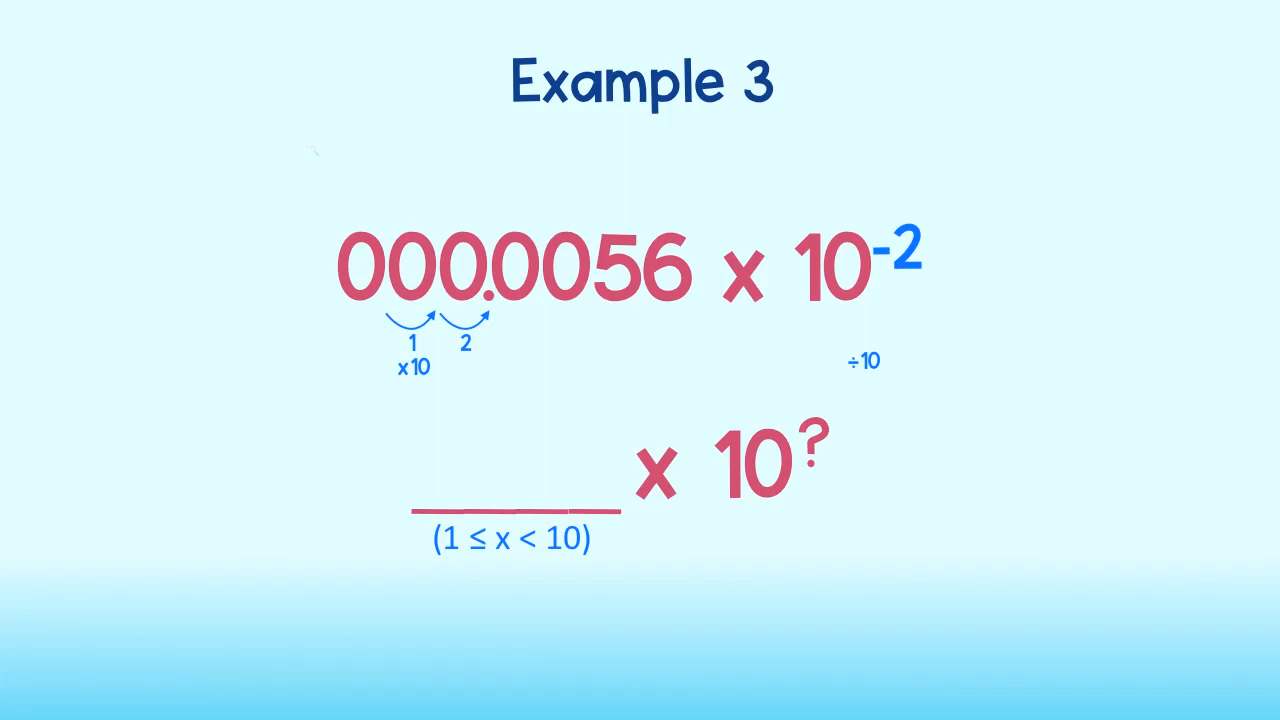 Example 3
000.0056 x 10⁻²
1 2
x10 ÷10
x 10?
(1 ≤ x < 10)